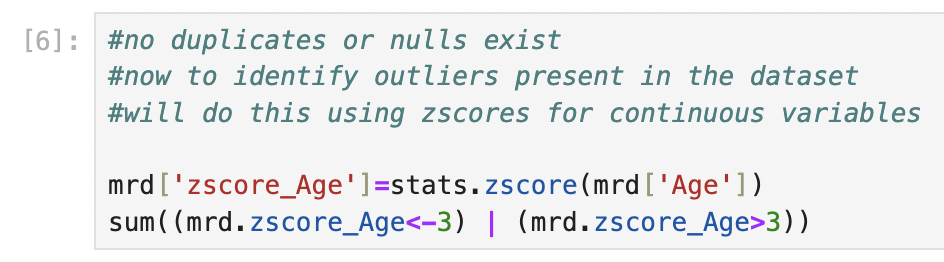 [6]: #no duplicates or nulls exist
#now to identify outliers present in the dataset
#will do this using zscores for continuous variables
mrd['zscore_Age']=stats.zscore(mrd['Age'])
sum((mrd.zscore_Age<-3) | (mrd.zscore_Age>3))